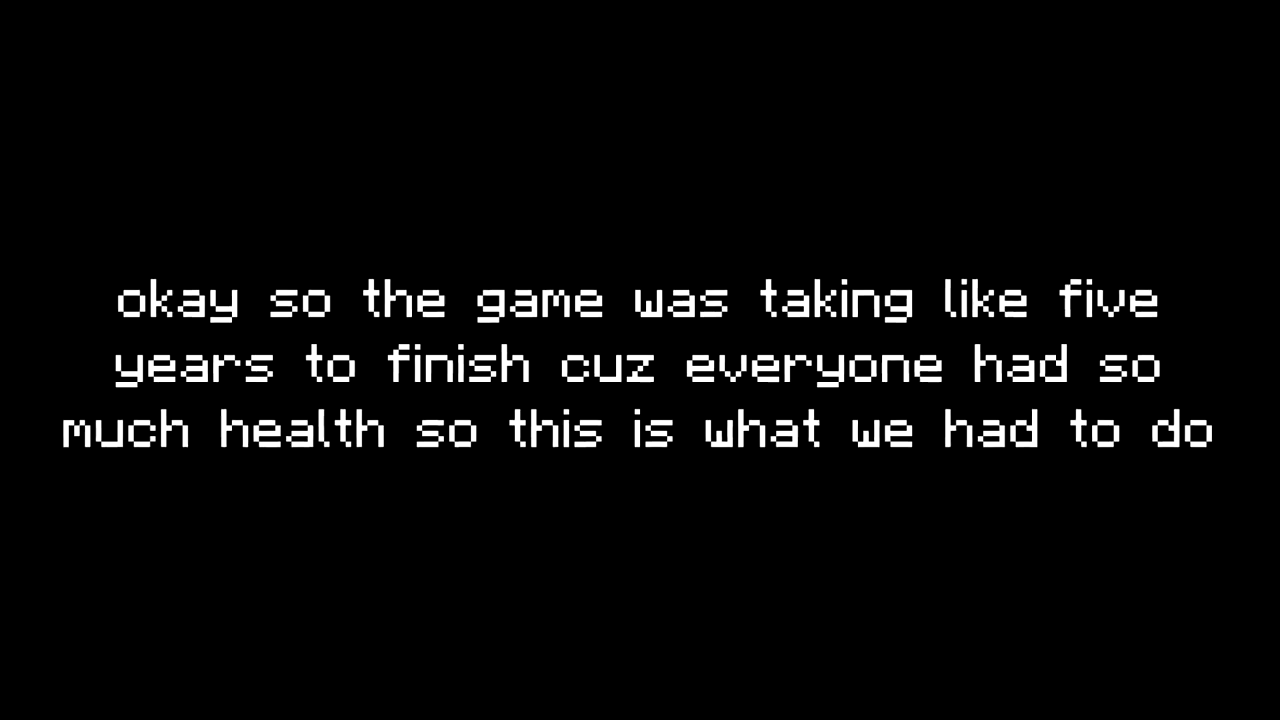 okay so the game was taking like five
years to finish cuz everyone had so
much health so this is what we had to do